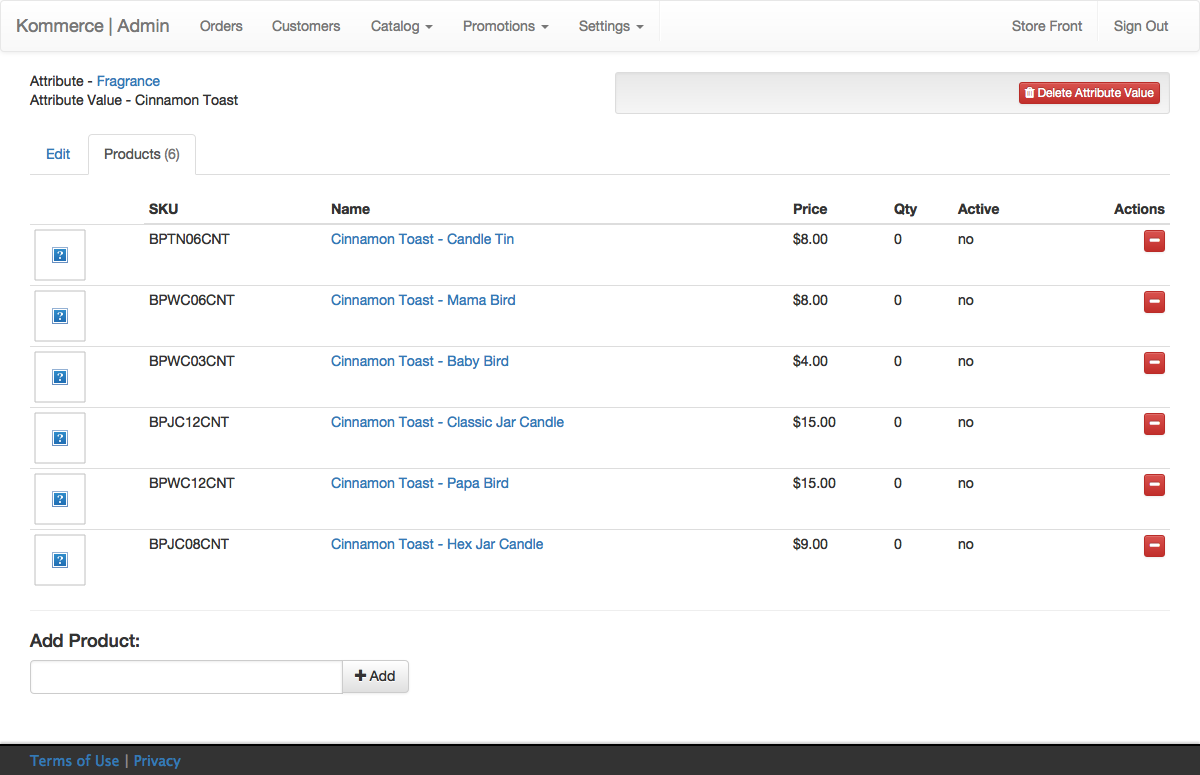 Kommerce | Admin Orders Customers Catalog Promotions Settings Store Front Sign Out
Attribute - Fragrance
Attribute Value - Cinnamon Toast
Delete Attribute Value
Edit Products (6)
SKU Name Price Qty Active Actions
? BPTN06CNT Cinnamon Toast - Candle Tin $8.00 0 no
? BPWC06CNT Cinnamon Toast - Mama Bird $8.00 0 no
? BPWC03CNT Cinnamon Toast - Baby Bird $4.00 0 no
? BPJC12CNT Cinnamon Toast - Classic Jar Candle $15.00 0 no
? BPWC12CNT Cinnamon Toast - Papa Bird $15.00 0 no
? BPJC08CNT Cinnamon Toast - Hex Jar Candle $9.00 0 no
Add Product:
Add
Terms of Use | Privacy